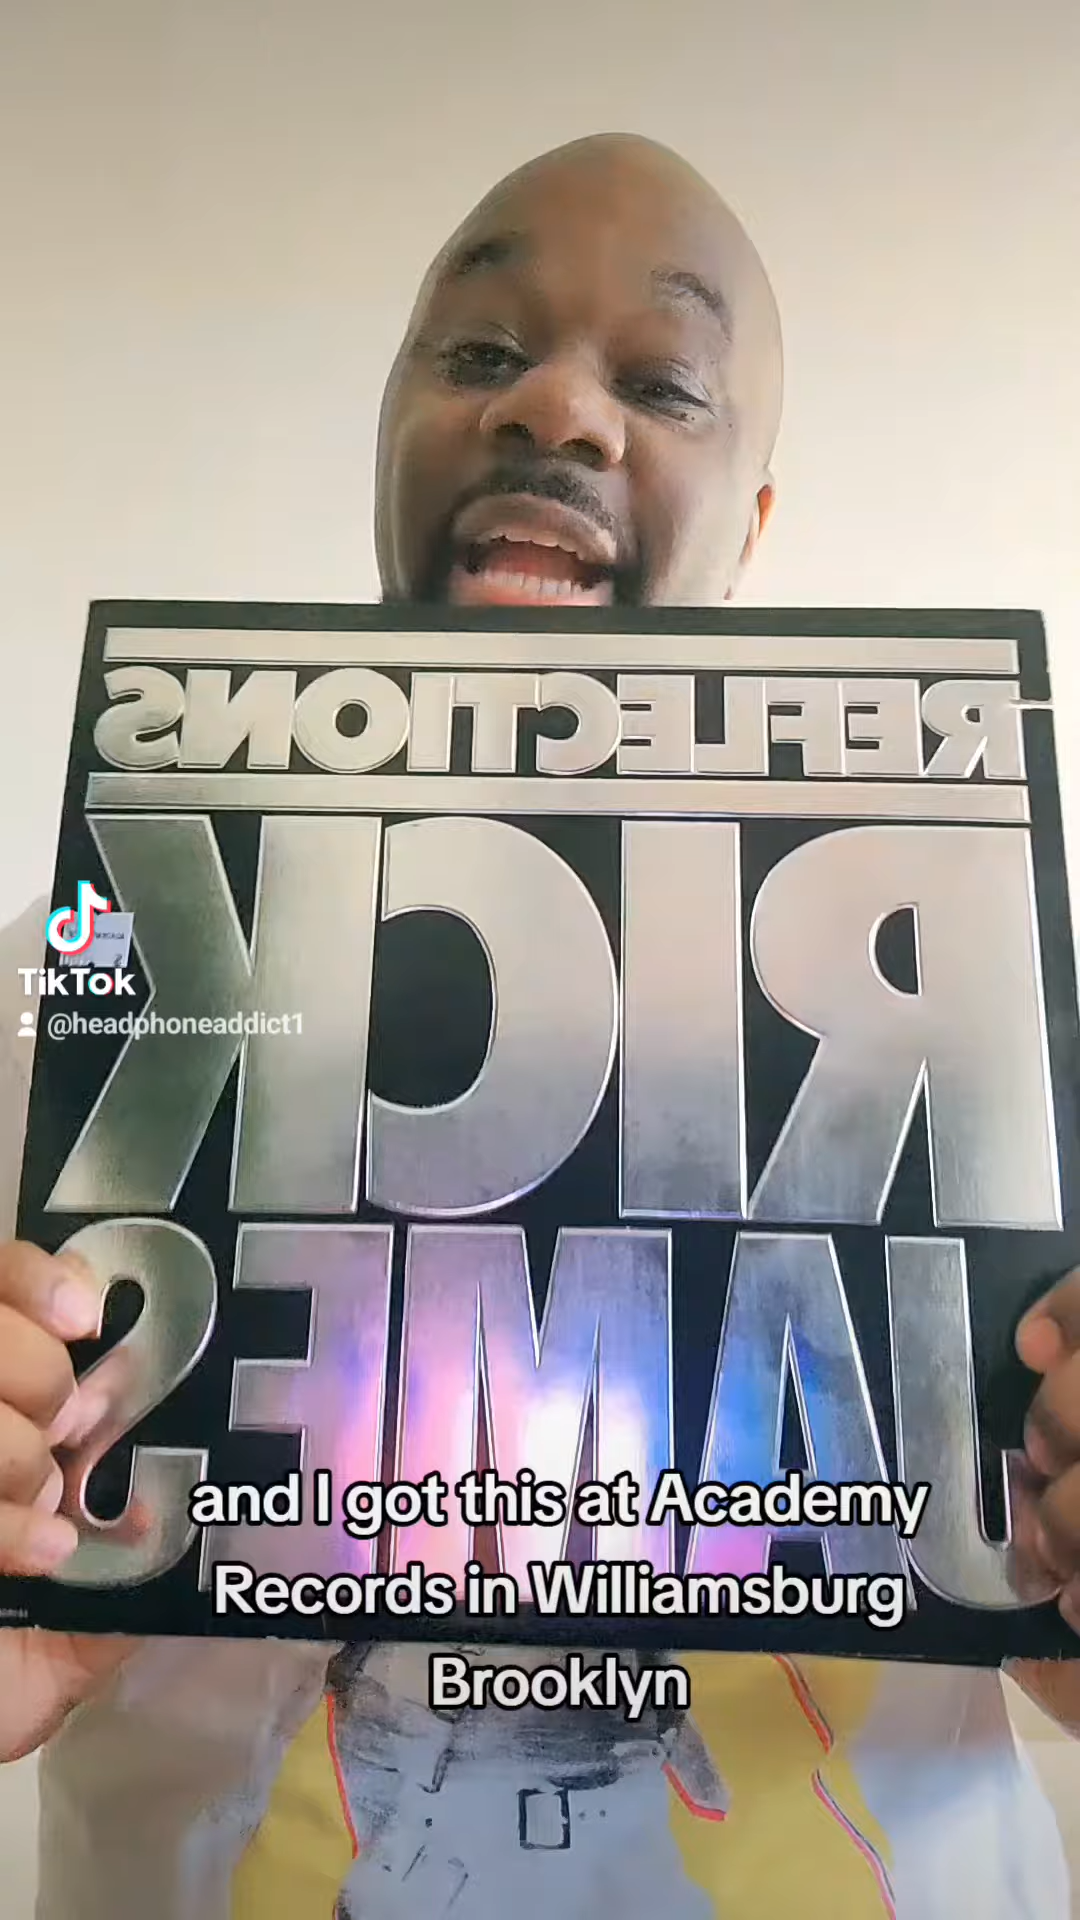 REFLECTIONS
RICK
JAMES
TikTok
@headphoneaddict1
and I got this at Academy
Records in Williamsburg
Brooklyn